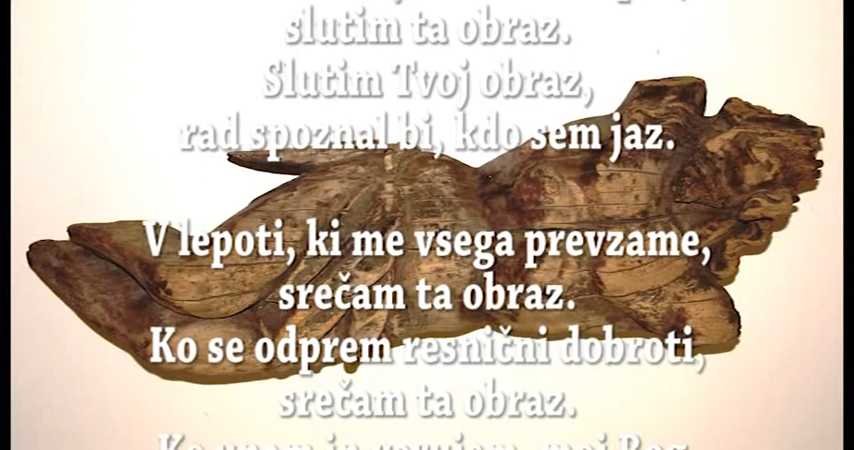 slutim ta obraz.
Slutim Tvoj obraz,
rad spoznal bi, kdo sem jaz.
V lepoti, ki me vsega prevzame,
srečam ta obraz.
Ko se odprem resnični dobroti,
srečam ta obraz.